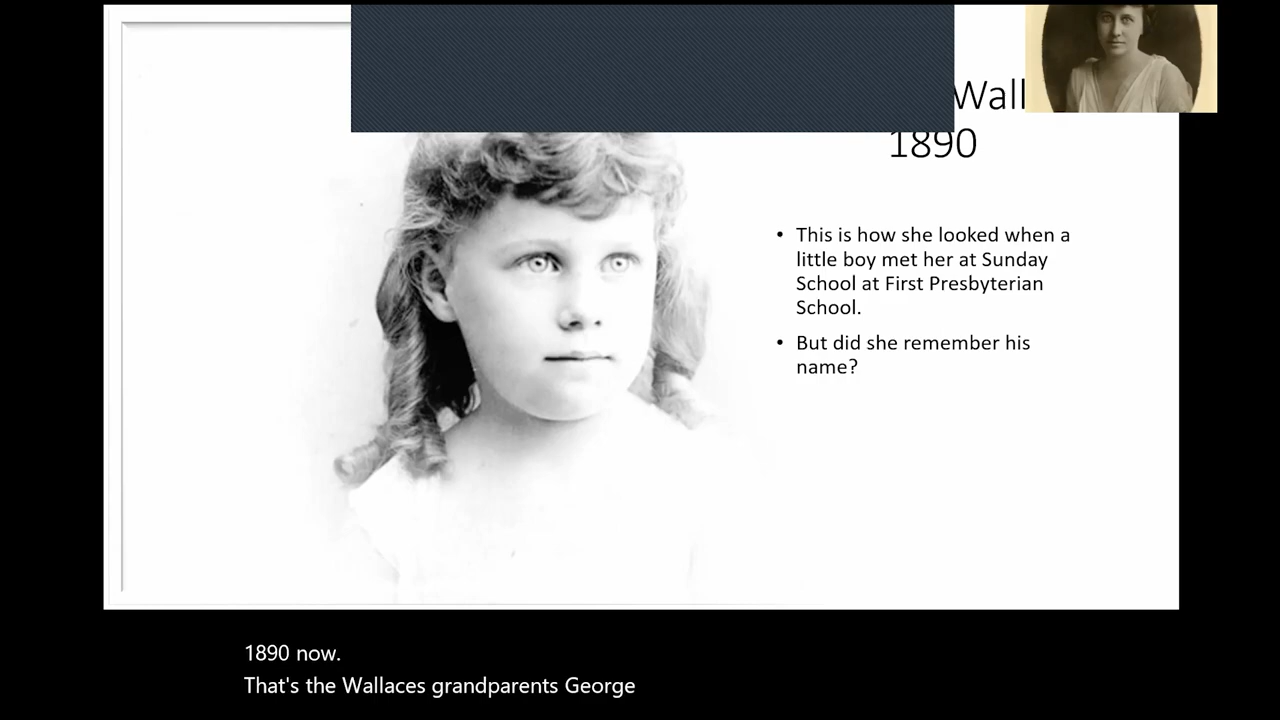 Wall
1890
• This is how she looked when a
little boy met her at Sunday
School at First Presbyterian
School.
• But did she remember his
name?
1890 now.
That's the Wallaces grandparents George